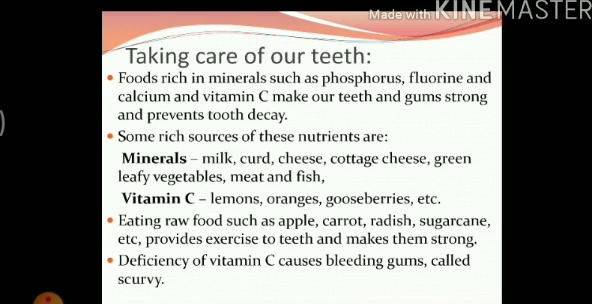 Made with KINEMASTER
Taking care of our teeth:
• Foods rich in minerals such as phosphorus, fluorine and
calcium and vitamin C make our teeth and gums strong
and prevents tooth decay.
• Some rich sources of these nutrients are:
Minerals – milk, curd, cheese, cottage cheese, green
leafy vegetables, meat and fish,
Vitamin C – lemons, oranges, gooseberries, etc.
• Eating raw food such as apple, carrot, radish, sugarcane,
etc, provides exercise to teeth and makes them strong.
• Deficiency of vitamin C causes bleeding gums, called
scurvy.